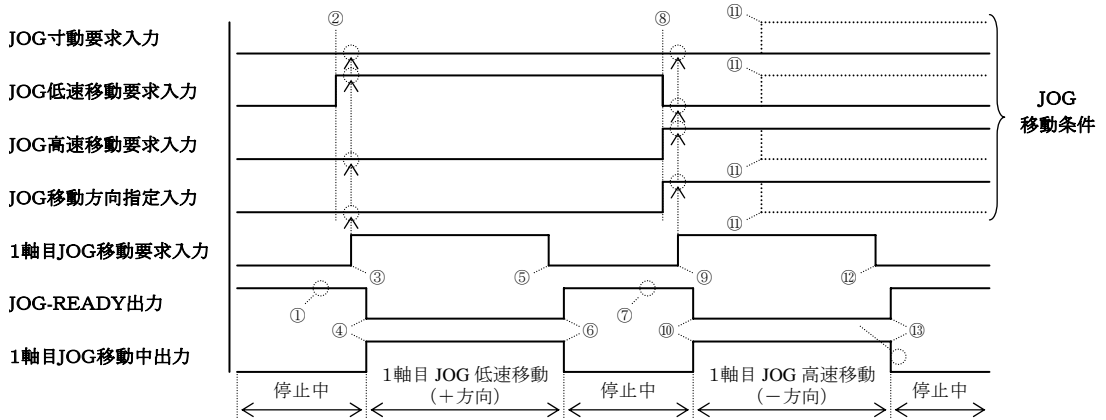 ② ⑧ ⑪
JOG寸動要求入力
⑪
JOG低速移動要求入力
JOG
移動条件
JOG高速移動要求入力
⑪
JOG移動方向指定入力
⑪
1軸目JOG移動要求入力
③ ⑤ ⑨ ⑫
JOG-READY出力
① ⑦
④ ⑥ ⑩ ⑬
1軸目JOG移動中出力
停止中 1軸目 JOG 低速移動 停止中 1軸目 JOG 高速移動 停止中
(+方向) (-方向)